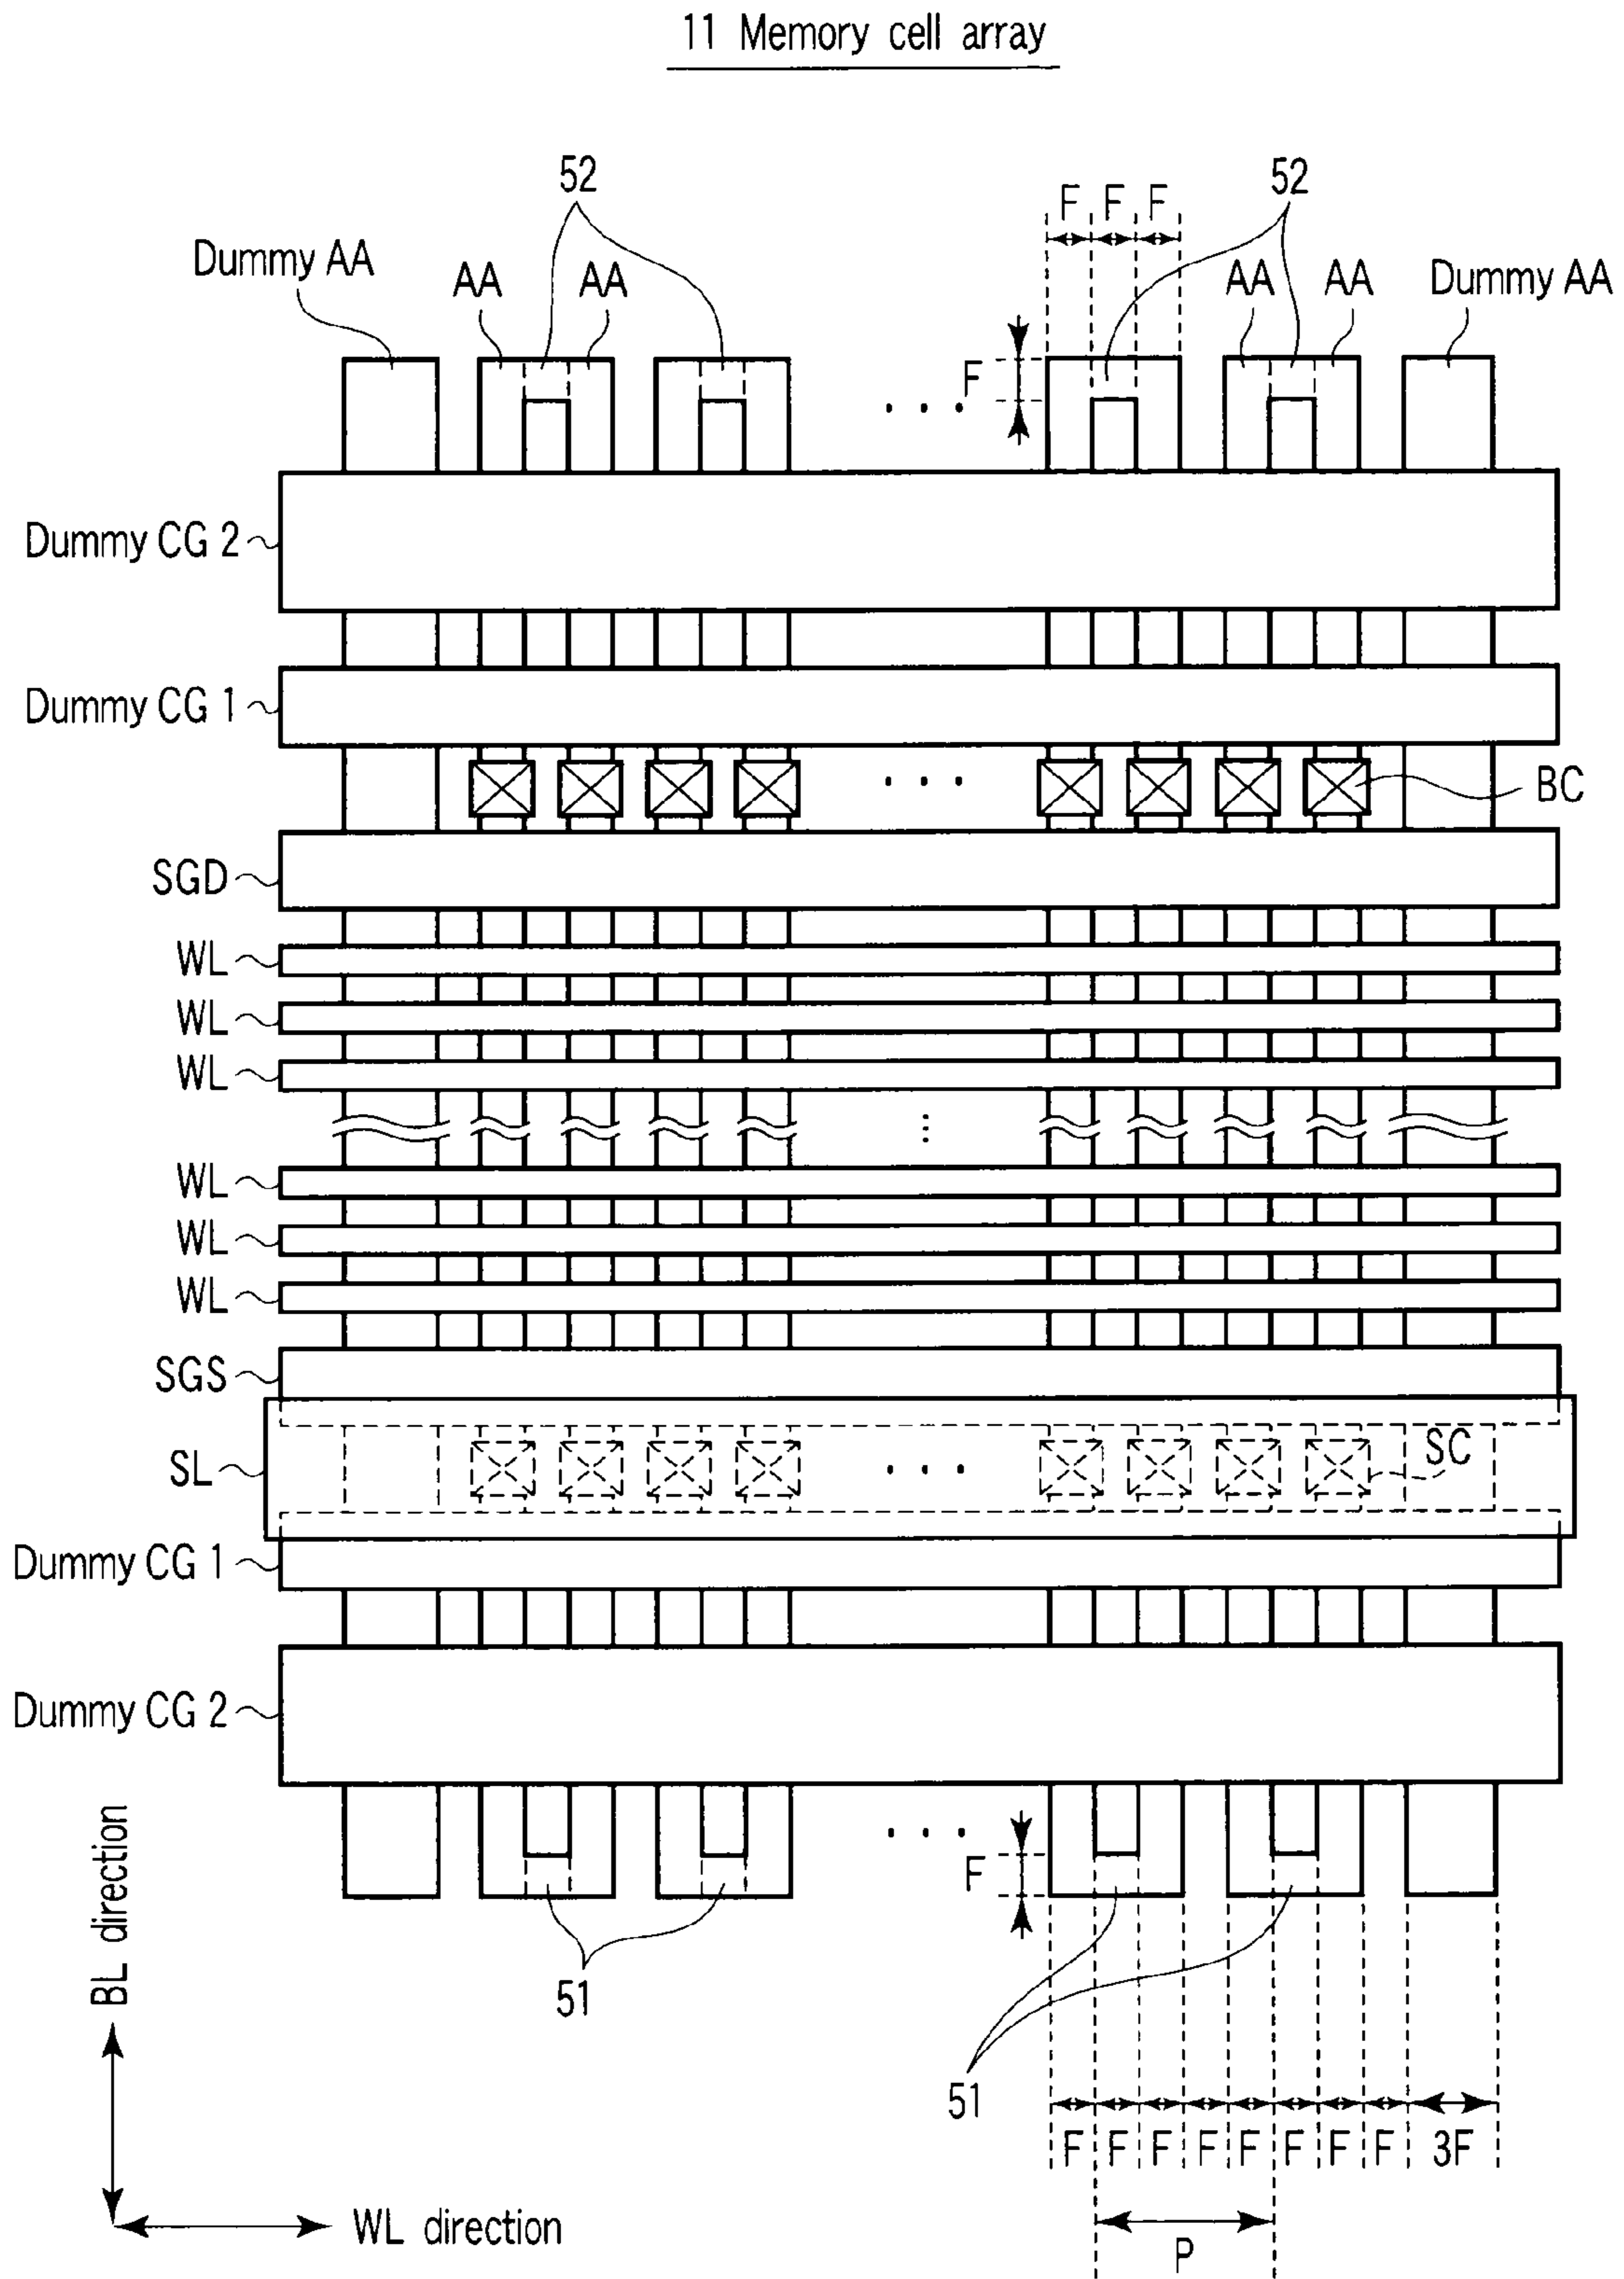 11 Memory cell array
52
F F F
52
Dummy AA
AA
AA
AA
AA
Dummy AA
F
. . .
Dummy CG 2
Dummy CG 1
. . .
BC
SGD
WL
WL
WL
WL
WL
WL
SGS
SL
. . .
SC
Dummy CG 1
Dummy CG 2
. . .
F
BL direction
51
51
F F F F F F F F 3F
WL direction
P